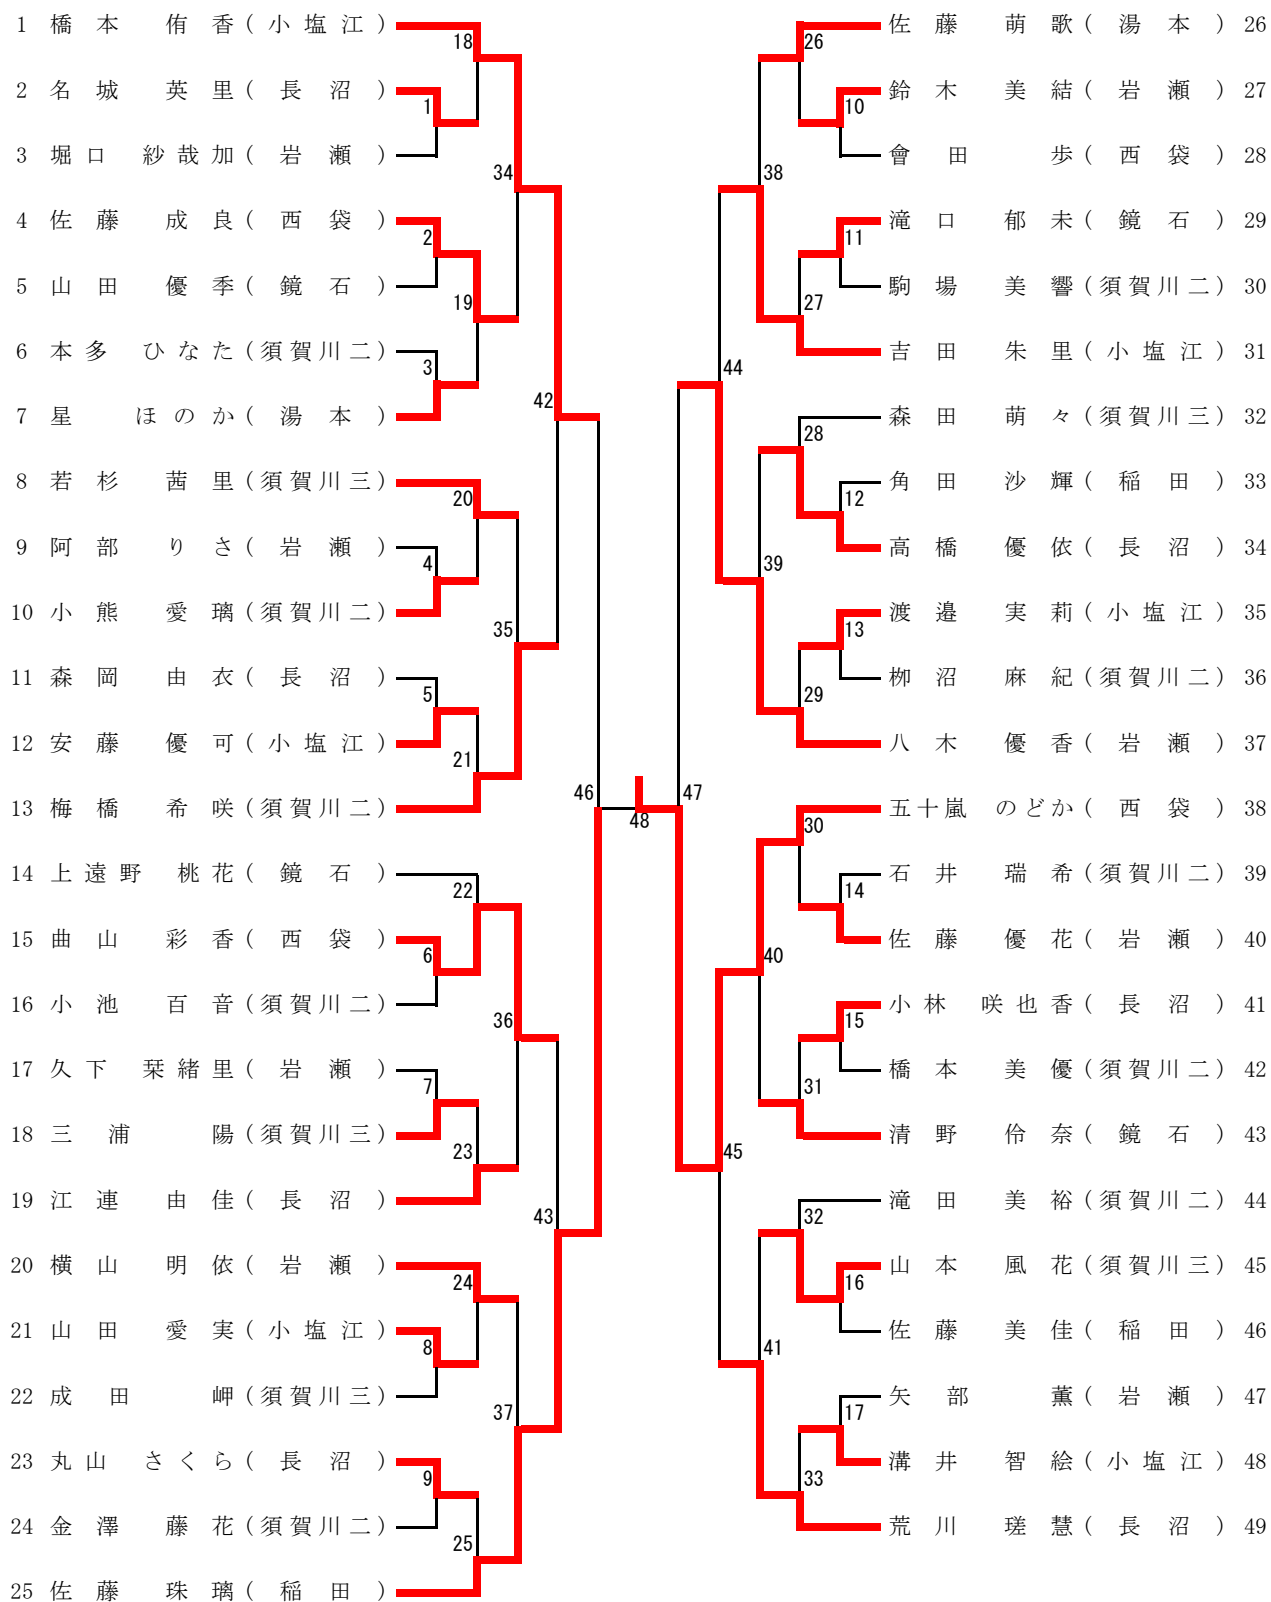 1 橋本 侑香(小塩江)
2 名城 英里(長沼)
3 堀口 紗哉加(岩瀬)
4 佐藤 成良(西袋)
5 山田 優季(鏡石)
6 本多 ひなた(須賀川二)
7 星 ほのか(湯本)
8 若杉 茜里(須賀川三)
9 阿部 りさ(岩瀬)
10 小熊 愛璃(須賀川二)
11 森岡 由衣(長沼)
12 安藤 優可(小塩江)
13 梅橋 希咲(須賀川二)
14 上遠野 桃花(鏡石)
15 曲山 彩香(西袋)
16 小池 百音(須賀川二)
17 久下 栞緒里(岩瀬)
18 三浦 陽(須賀川三)
19 江連 由佳(長沼)
20 横山 明依(岩瀬)
21 山田 愛実(小塩江)
22 成田 岬(須賀川三)
23 丸山 さくら(長沼)
24 金澤 藤花(須賀川二)
25 佐藤 珠璃(稲田)
18
1
34
2
19
3
42
20
4
35
5
21
46
22
6
36
7
23
43
24
8
37
9
25
48
26
10
38
11
27
44
28
12
39
13
29
47
30
14
40
15
31
45
32
16
41
17
33
佐藤 萌歌(湯本) 26
鈴木 美結(岩瀬) 27
會田 歩(西袋) 28
滝口 郁未(鏡石) 29
駒場 美響(須賀川二) 30
吉田 朱里(小塩江) 31
森田 萌々(須賀川三) 32
角田 沙輝(稲田) 33
高橋 優依(長沼) 34
渡邉 実莉(小塩江) 35
栁沼 麻紀(須賀川二) 36
八木 優香(岩瀬) 37
五十嵐 のどか(西袋) 38
石井 瑞希(須賀川二) 39
佐藤 優花(岩瀬) 40
小林 咲也香(長沼) 41
橋本 美優(須賀川二) 42
清野 伶奈(鏡石) 43
滝田 美裕(須賀川二) 44
山本 風花(須賀川三) 45
佐藤 美佳(稲田) 46
矢部 薫(岩瀬) 47
溝井 智絵(小塩江) 48
荒川 瑳慧(長沼) 49